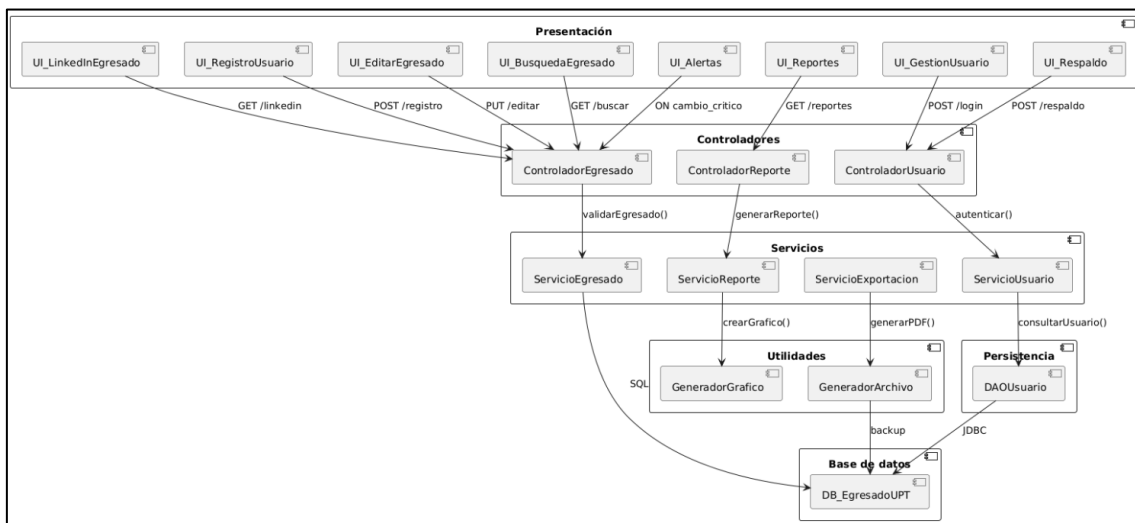 Presentación
UI_LinkedInEgresado
UI_RegistroUsuario
UI_EditarEgresado
UI_BusquedaEgresado
UI_Alertas
UI_Reportes
UI_GestionUsuario
UI_Respaldo
GET /linkedin
POST /registro
PUT /editar
GET /buscar
ON cambio_critico
GET /reportes
POST /login
POST /respaldo
Controladores
ControladorEgresado
ControladorReporte
ControladorUsuario
validarEgresado()
generarReporte()
autenticar()
Servicios
ServicioEgresado
ServicioReporte
ServicioExportacion
ServicioUsuario
crearGrafico()
generarPDF()
consultarUsuario()
Utilidades
Persistencia
GeneradorGrafico
GeneradorArchivo
DAOUsuario
SQL
backup
JDBC
Base de datos
DB_EgresadoUPT